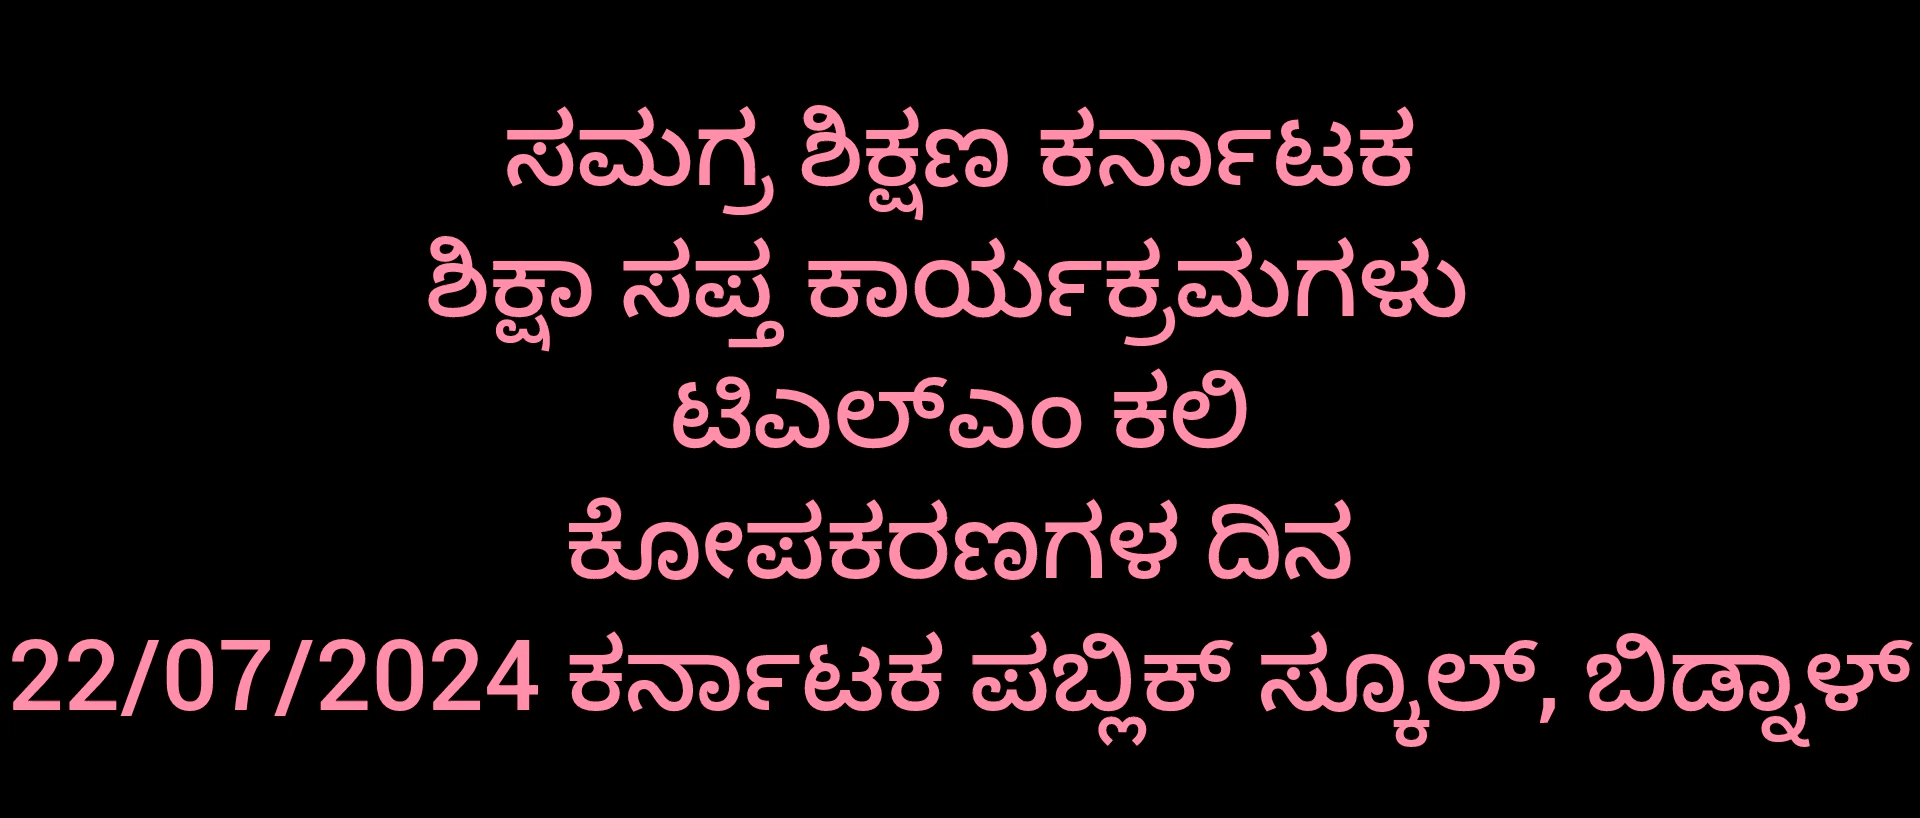 ಸಮಗ್ರ ಶಿಕ್ಷಣ ಕರ್ನಾಟಕ
ಶಿಕ್ಷಾ ಸಪ್ತ ಕಾರ್ಯಕ್ರಮಗಳು
ಟಿಎಲ್ಎಂ ಕಲಿ
ಕೋಪಕರಣಗಳ ದಿನ
22/07/2024 ಕರ್ನಾಟಕ ಪಬ್ಲಿಕ್ ಸ್ಕೂಲ್, ಬಿಡ್ನಾಳ್